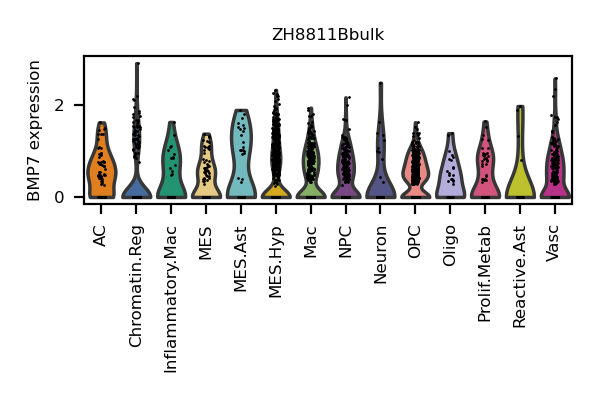 ZH8811Bbulk
BMP7 expression
2
0
AC
Chromatin.Reg
Inflammatory.Mac
MES
MES.Ast
MES.Hyp
Mac
NPC
Neuron
OPC
Oligo
Prolif.Metab
Reactive.Ast
Vasc